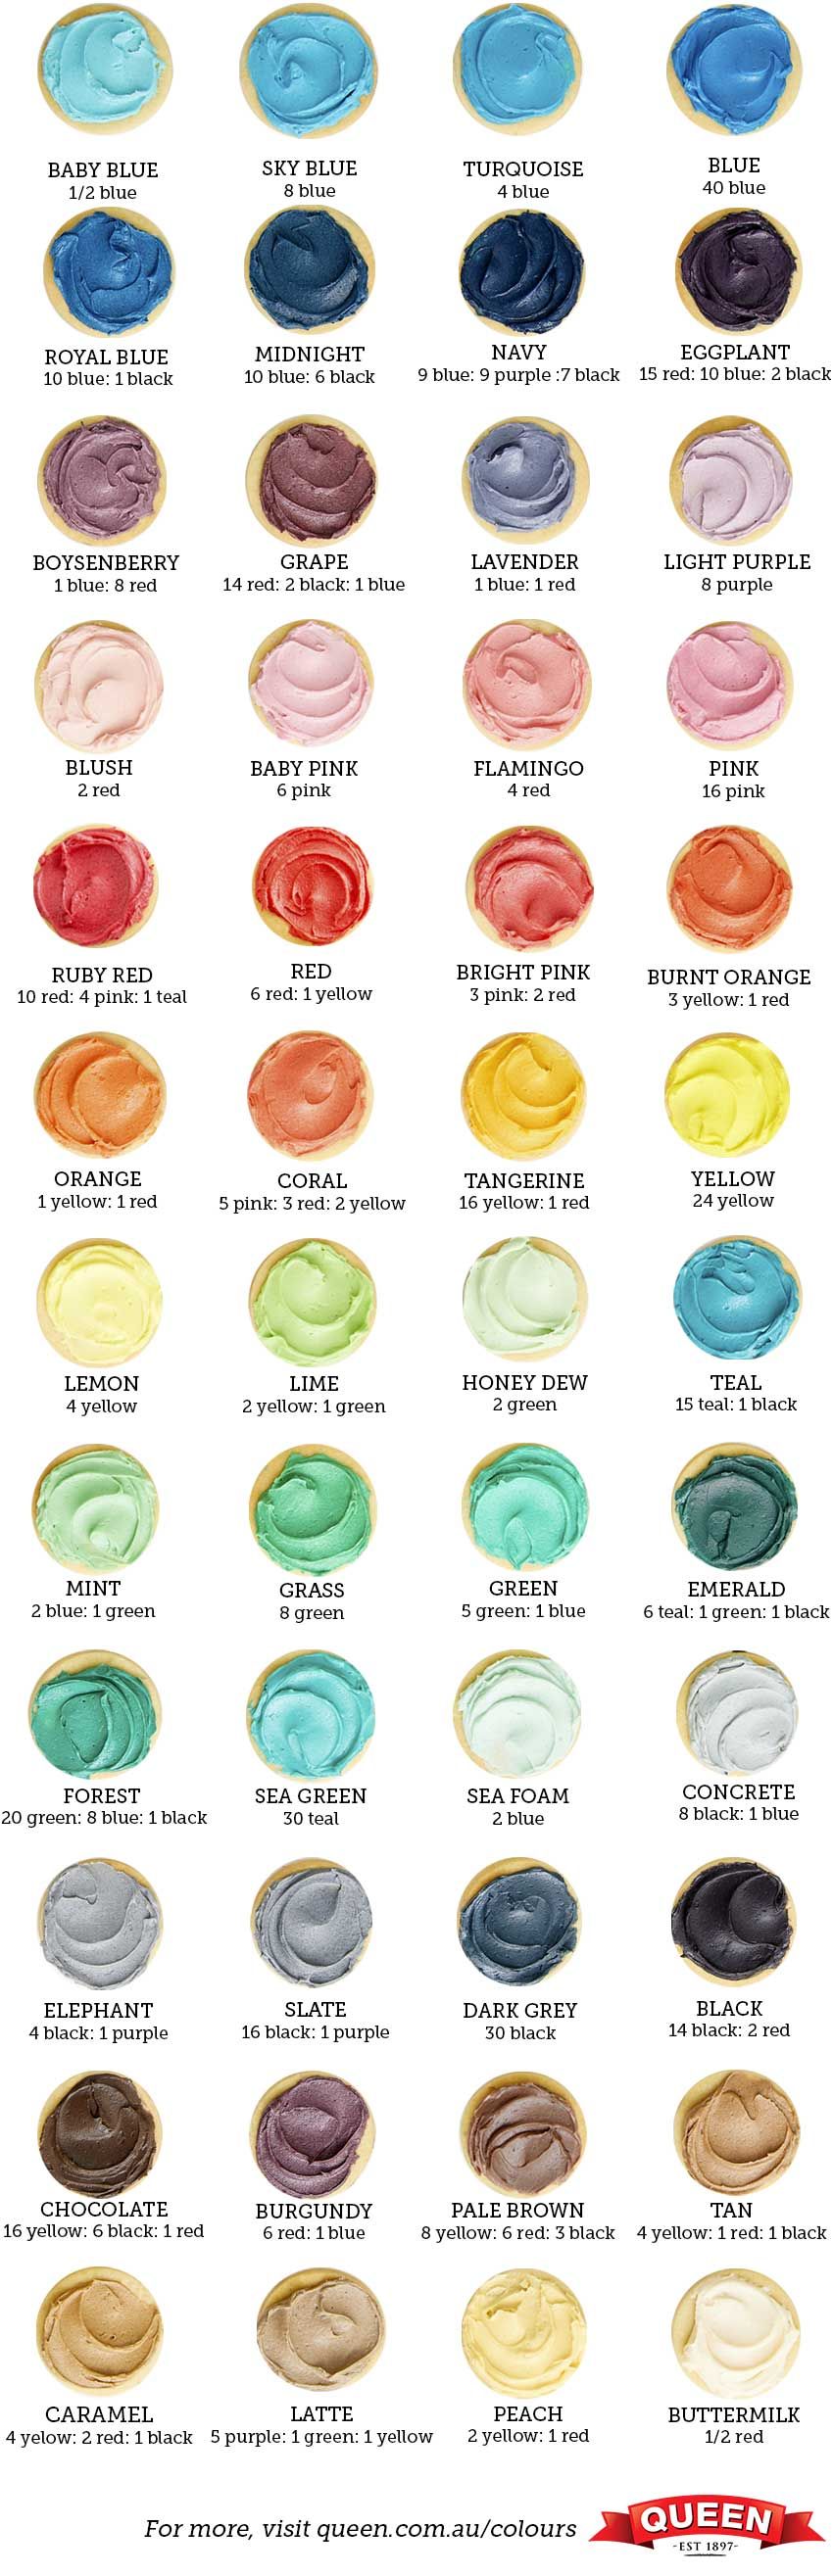 BABY BLUE
1/2 blue
SKY BLUE
8 blue
TURQUOISE
4 blue
BLUE
40 blue
ROYAL BLUE
10 blue: 1 black
MIDNIGHT
10 blue: 6 black
NAVY
9 blue: 9 purple :7 black
EGGPLANT
15 red: 10 blue: 2 black
BOYSENBERRY
1 blue: 8 red
GRAPE
14 red: 2 black: 1 blue
LAVENDER
1 blue: 1 red
LIGHT PURPLE
8 purple
BLUSH
2 red
BABY PINK
6 pink
FLAMINGO
4 red
PINK
16 pink
RUBY RED
10 red: 4 pink: 1 teal
RED
6 red: 1 yellow
BRIGHT PINK
3 pink: 2 red
BURNT ORANGE
3 yellow: 1 red
ORANGE
1 yellow: 1 red
CORAL
5 pink: 3 red: 2 yellow
TANGERINE
16 yellow: 1 red
YELLOW
24 yellow
LEMON
4 yellow
LIME
2 yellow: 1 green
HONEY DEW
2 green
TEAL
15 teal: 1 black
MINT
2 blue: 1 green
GRASS
8 green
GREEN
5 green: 1 blue
EMERALD
6 teal: 1 green: 1 black
FOREST
20 green: 8 blue: 1 black
SEA GREEN
30 teal
SEA FOAM
2 blue
CONCRETE
8 black: 1 blue
ELEPHANT
4 black: 1 purple
SLATE
16 black: 1 purple
DARK GREY
30 black
BLACK
14 black: 2 red
CHOCOLATE
16 yellow: 6 black: 1 red
BURGUNDY
6 red: 1 blue
PALE BROWN
8 yellow: 6 red: 3 black
TAN
4 yellow: 1 red: 1 black
CARAMEL
4 yelow: 2 red: 1 black
LATTE
5 purple: 1 green: 1 yellow
PEACH
2 yellow: 1 red
BUTTERMILK
1/2 red
For more, visit queen.com.au/colours
QUEEN
-EST 1897-